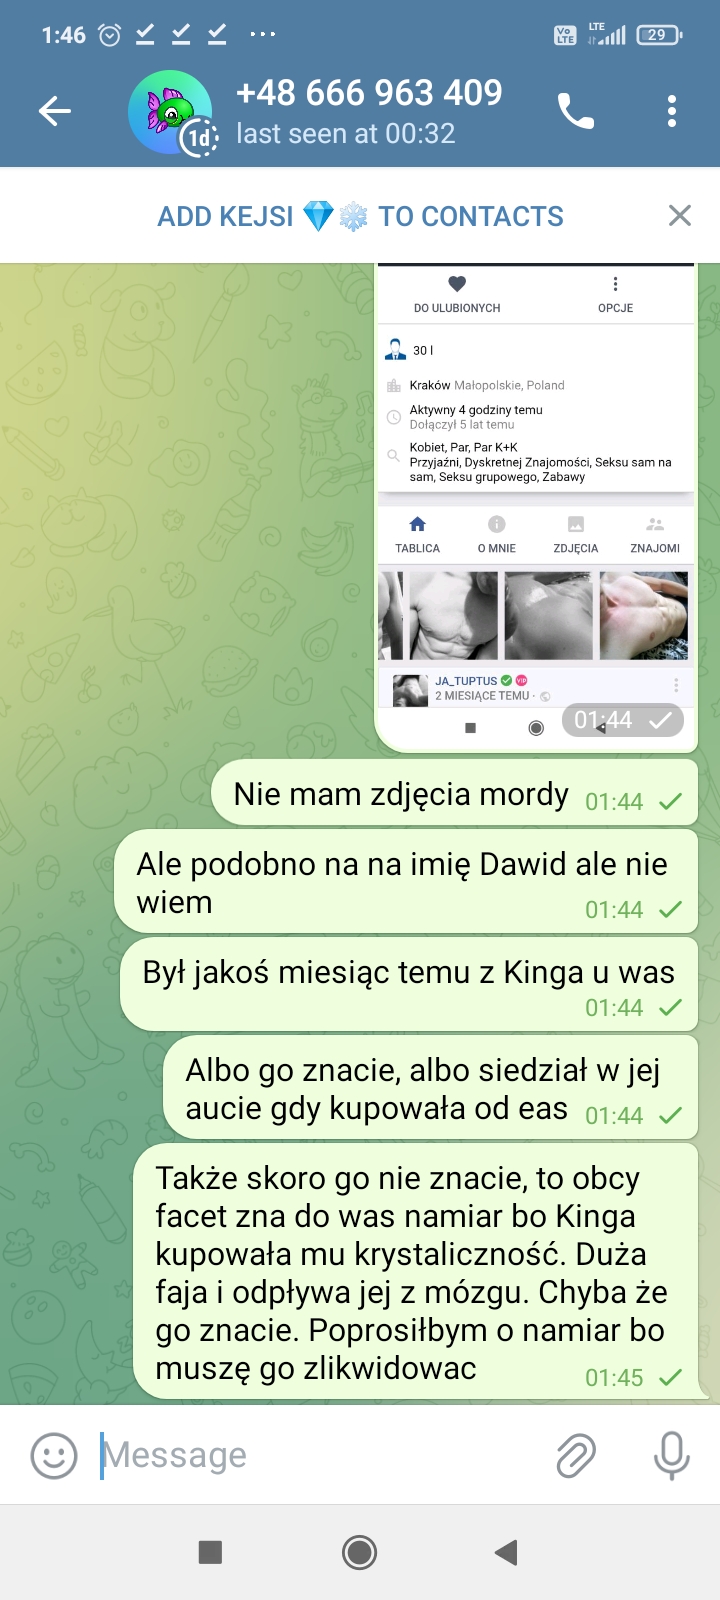 1:46
Vo LTE
LTE
29
+48 666 963 409
1d
last seen at 00:32
ADD KEJSI 💎❄️ TO CONTACTS
DO ULUBIONYCH
OPCJE
30 l
Kraków Małopolskie, Poland
Aktywny 4 godziny temu
Dołączył 5 lat temu
Kobiet, Par, Par K+K
Przyjaźni, Dyskretnej Znajomości, Seksu sam na
sam, Seksu grupowego, Zabawy
TABLICA
O MNIE
ZDJĘCIA
ZNAJOMI
JA_TUPTUS VIP
2 MIESIĄCE TEMU ·
01:44
Nie mam zdjęcia mordy 01:44
Ale podobno na na imię Dawid ale nie
wiem 01:44
Był jakoś miesiąc temu z Kinga u was
01:44
Albo go znacie, albo siedział w jej
aucie gdy kupowała od eas 01:44
Także skoro go nie znacie, to obcy
facet zna do was namiar bo Kinga
kupowała mu krystaliczność. Duża
faja i odpływa jej z mózgu. Chyba że
go znacie. Poprosiłbym o namiar bo
muszę go zlikwidowac 01:45
Message